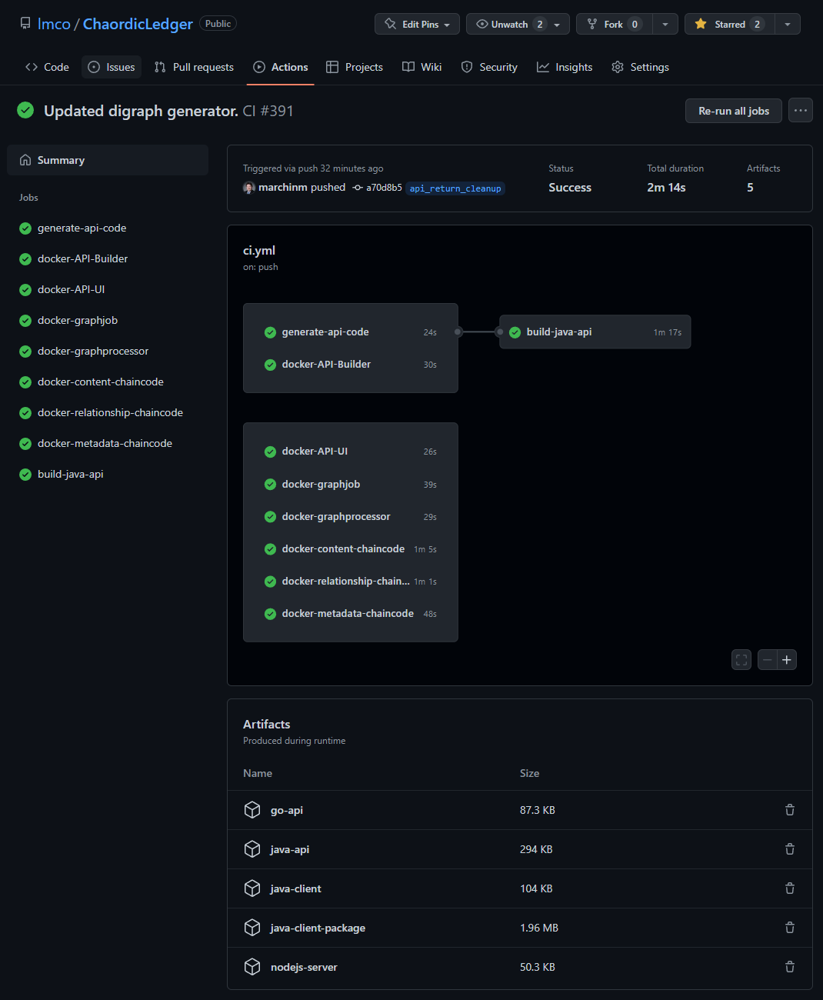 lmco / ChaordicLedger Public
Edit Pins Unwatch 2 Fork 0 Starred 2
Code Issues Pull requests Actions Projects Wiki Security Insights Settings
Updated digraph generator. CI #391
Re-run all jobs
Summary
Jobs
generate-api-code
docker-API-Builder
docker-API-UI
docker-graphjob
docker-graphprocessor
docker-content-chaincode
docker-relationship-chaincode
docker-metadata-chaincode
build-java-api
Triggered via push 32 minutes ago
marchinm pushed a70d8b5 api_return_cleanup
Status
Success
Total duration
2m 14s
Artifacts
5
ci.yml
on: push
generate-api-code 24s
docker-API-Builder 30s
build-java-api 1m 17s
docker-API-UI 26s
docker-graphjob 39s
docker-graphprocessor 29s
docker-content-chaincode 1m 5s
docker-relationship-chain... 1m 1s
docker-metadata-chaincode 48s
Artifacts
Produced during runtime
Name Size
go-api 87.3 KB
java-api 294 KB
java-client 104 KB
java-client-package 1.96 MB
nodejs-server 50.3 KB